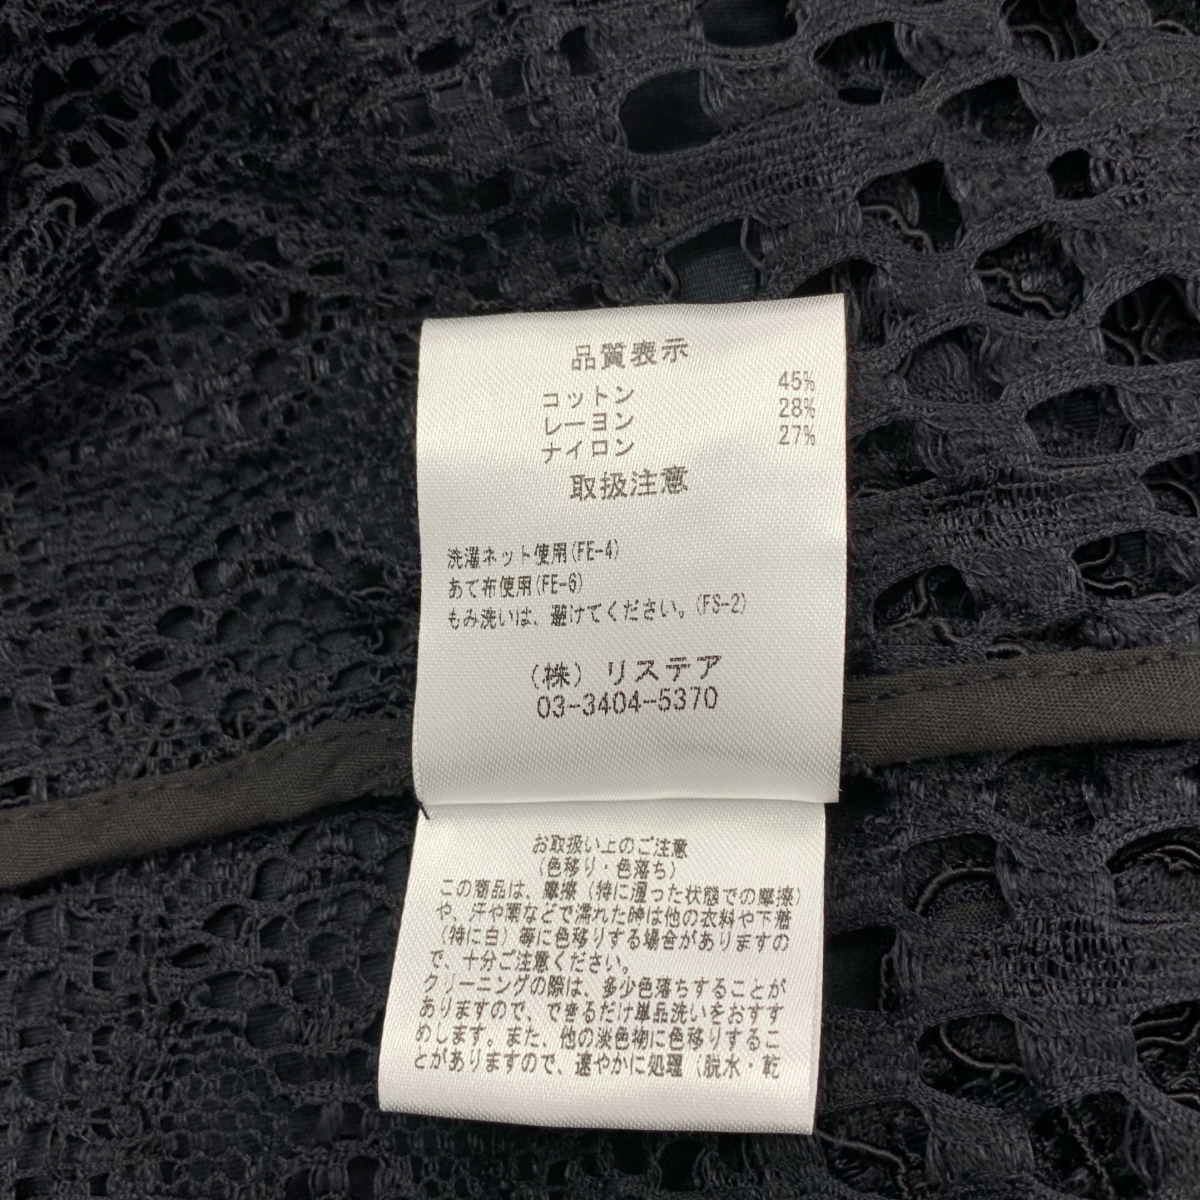 品質表示
コットン 45%
レーヨン 28%
ナイロン 27%
取扱注意
洗濯ネット使用(FE-4)
あて布使用(FE-6)
もみ洗いは、避けてください。(FS-2)
(株) リステア
03-3404-5370
お取扱い上のご注意
(色移り・色落ち)
この商品は、摩擦(特に湿った状態での摩擦)
や、汗や雨などで濡れた時は他の衣料や下着
(特に白)等に色移りする場合がありますの
で、十分ご注意ください。
クリーニングの際は、多少色落ちすることが
ありますので、できるだけ単品洗いをおすす
めします。また、他の淡色物に色移りするこ
とがありますので、速やかに処理(脱水・乾